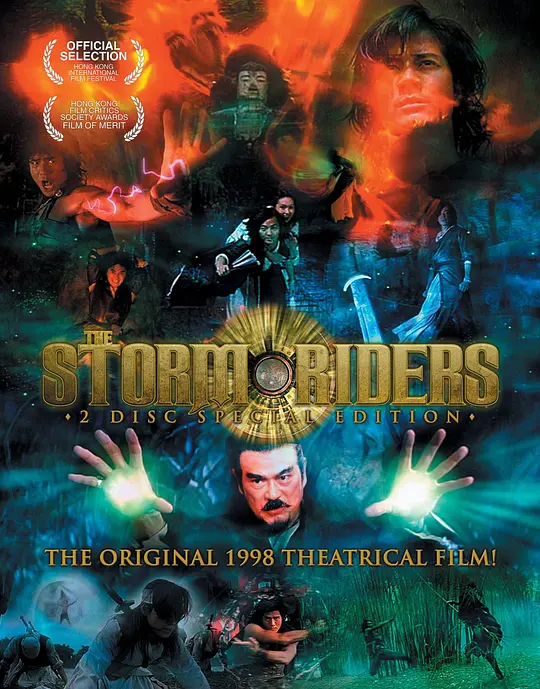 OFFICIAL
SELECTION
HONG KONG
INTERNATIONAL
FILM FESTIVAL
HONG KONG
FILM CRITICS
SOCIETY AWARDS
FILM OF MERIT
THE
STORM RIDERS
• 2 DISC SPECIAL EDITION •
THE ORIGINAL 1998 THEATRICAL FILM!